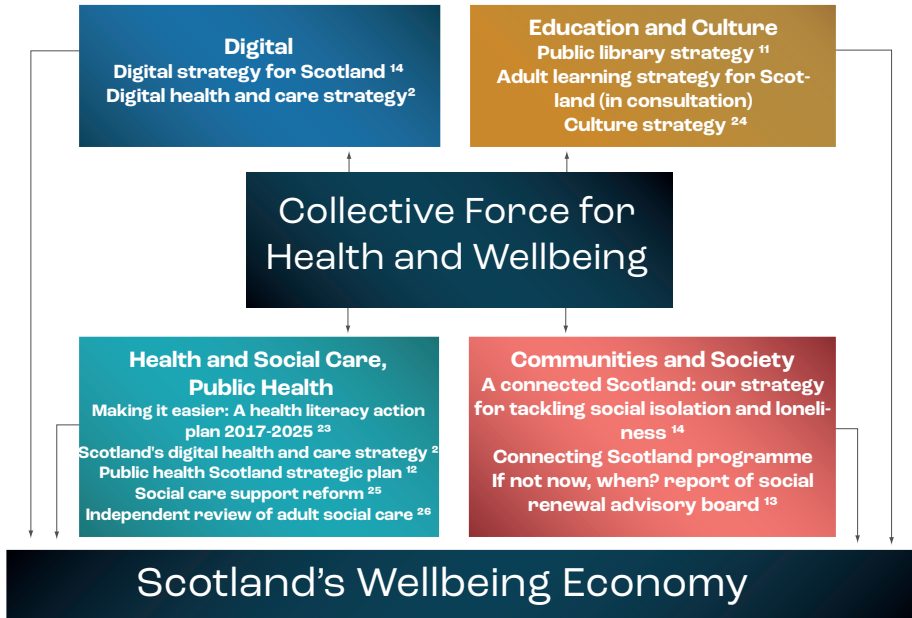 Digital
Digital strategy for Scotland ¹⁴
Digital health and care strategy²
Education and Culture
Public library strategy ¹¹
Adult learning strategy for Scot-
land (in consultation)
Culture strategy ²⁴
Collective Force for
Health and Wellbeing
Health and Social Care,
Public Health
Making it easier: A health literacy action
plan 2017-2025 ²³
Scotland's digital health and care strategy ²
Public health Scotland strategic plan ¹²
Social care support reform ²⁵
Independent review of adult social care ²⁶
Communities and Society
A connected Scotland: our strategy
for tackling social isolation and loneli-
ness ¹⁴
Connecting Scotland programme
If not now, when? report of social
renewal advisory board ¹³
Scotland’s Wellbeing Economy